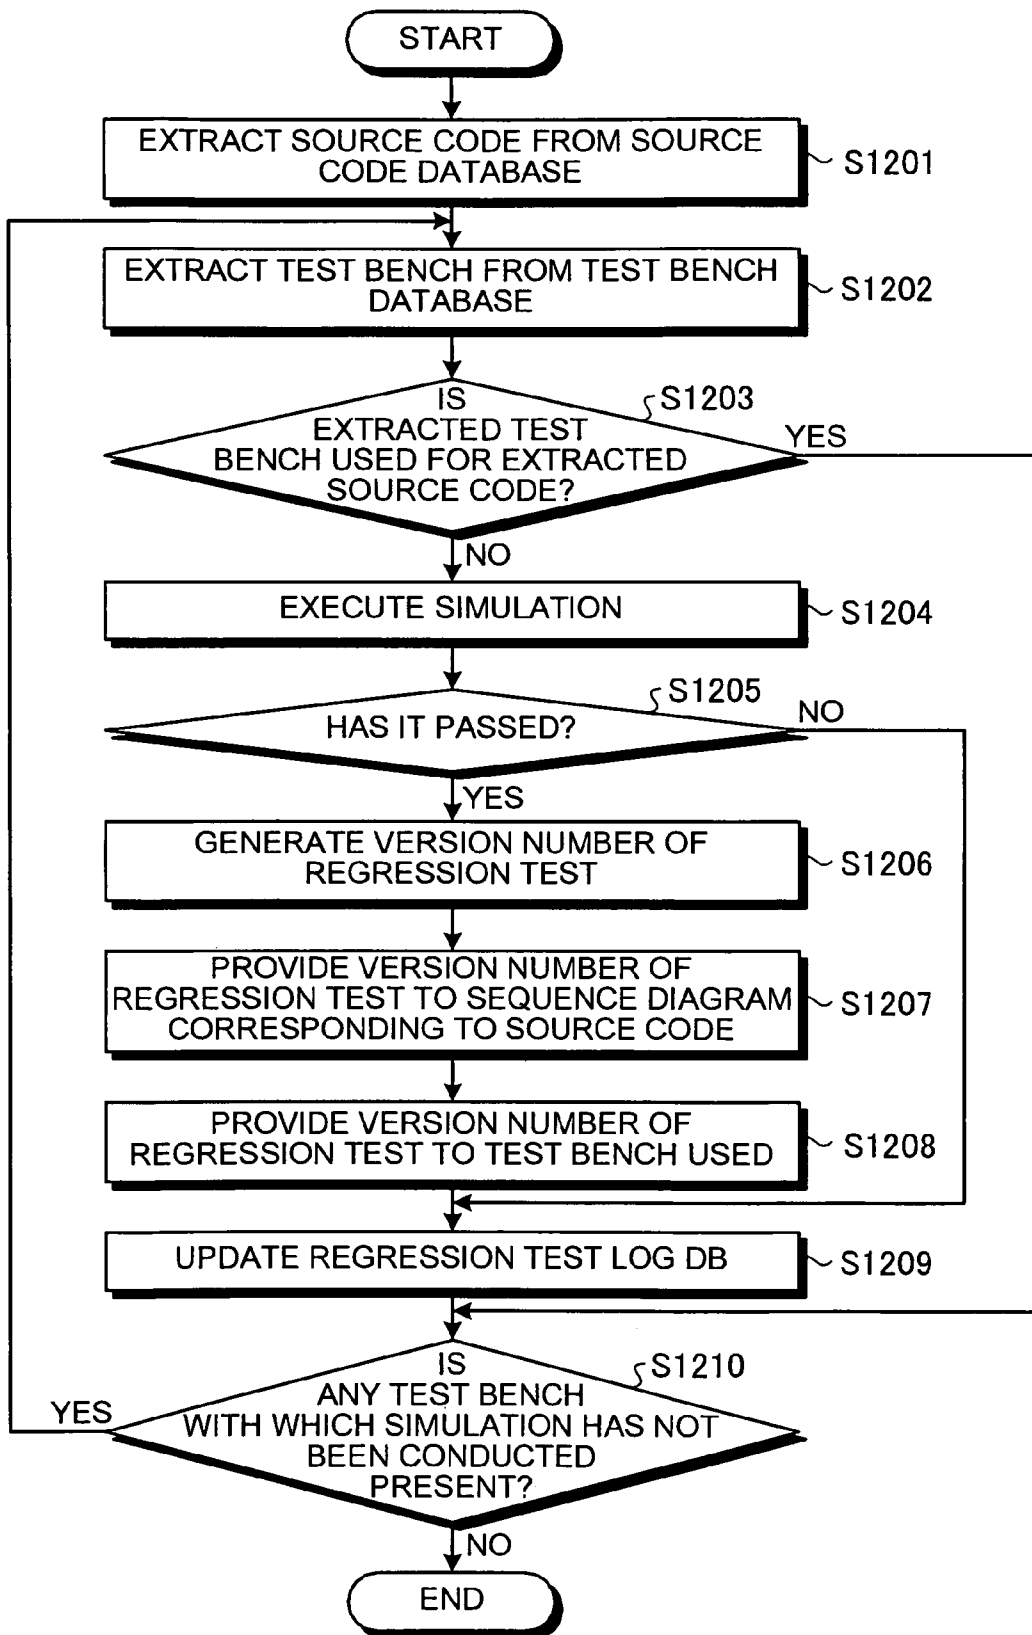 START
EXTRACT SOURCE CODE FROM SOURCE
CODE DATABASE
S1201
EXTRACT TEST BENCH FROM TEST BENCH
DATABASE
S1202
IS
EXTRACTED TEST
BENCH USED FOR EXTRACTED
SOURCE CODE?
S1203
YES
NO
EXECUTE SIMULATION
S1204
HAS IT PASSED?
S1205
NO
YES
GENERATE VERSION NUMBER OF
REGRESSION TEST
S1206
PROVIDE VERSION NUMBER OF
REGRESSION TEST TO SEQUENCE DIAGRAM
CORRESPONDING TO SOURCE CODE
S1207
PROVIDE VERSION NUMBER OF
REGRESSION TEST TO TEST BENCH USED
S1208
UPDATE REGRESSION TEST LOG DB
S1209
IS
ANY TEST BENCH
WITH WHICH SIMULATION HAS NOT
BEEN CONDUCTED
PRESENT?
S1210
YES
NO
END